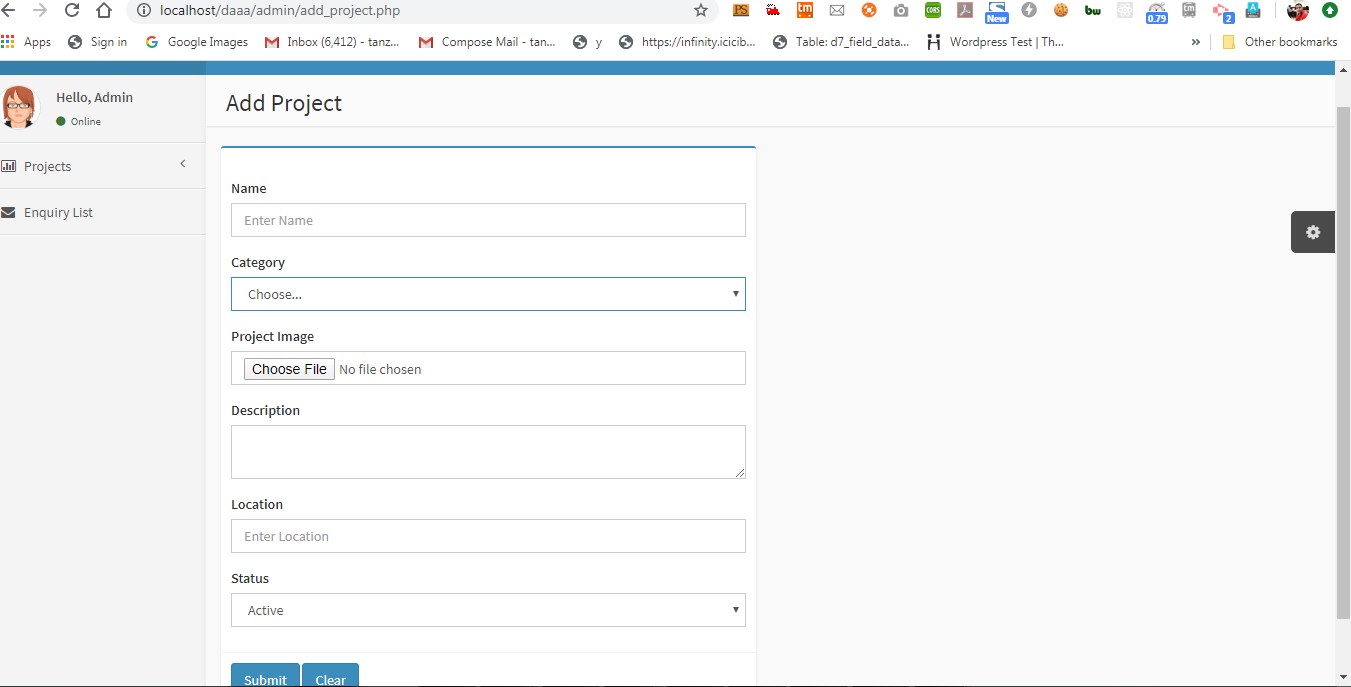 localhost/daaa/admin/add_project.php
PS tm CORS New bw 0.79 tm 2
Apps Sign in Google Images Inbox (6,412) - tanz... Compose Mail - tan... y https://infinity.icicib... Table: d7_field_data... Wordpress Test | Th... » Other bookmarks
Hello, Admin
Online
Projects
Enquiry List
Add Project
Name
Enter Name
Category
Choose...
Project Image
Choose File No file chosen
Description
Location
Enter Location
Status
Active
Submit Clear